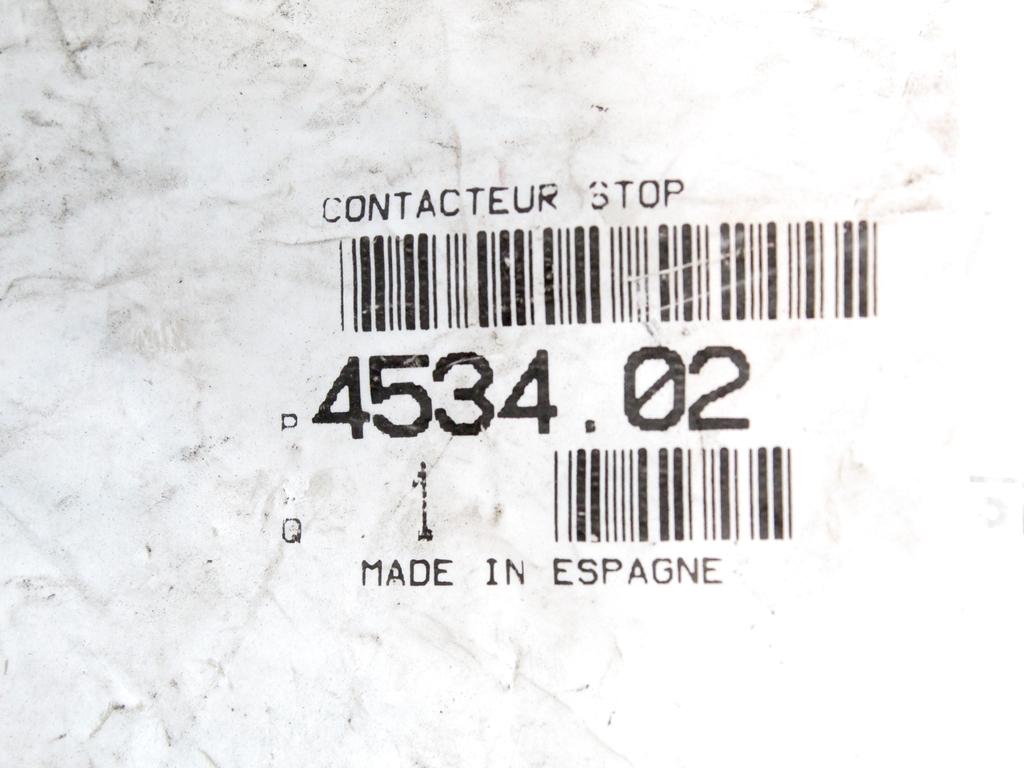 CONTACTEUR STOP
P 4534.02
Q 1
MADE IN ESPAGNE